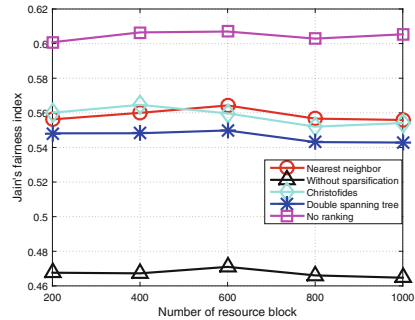 0.62
0.6
0.58
0.56
0.54
0.52
0.5
0.48
0.46
200
400
600
800
1000
Jain's fairness index
Number of resource block
Nearest neighbor
Without sparsification
Christofides
Double spanning tree
No ranking